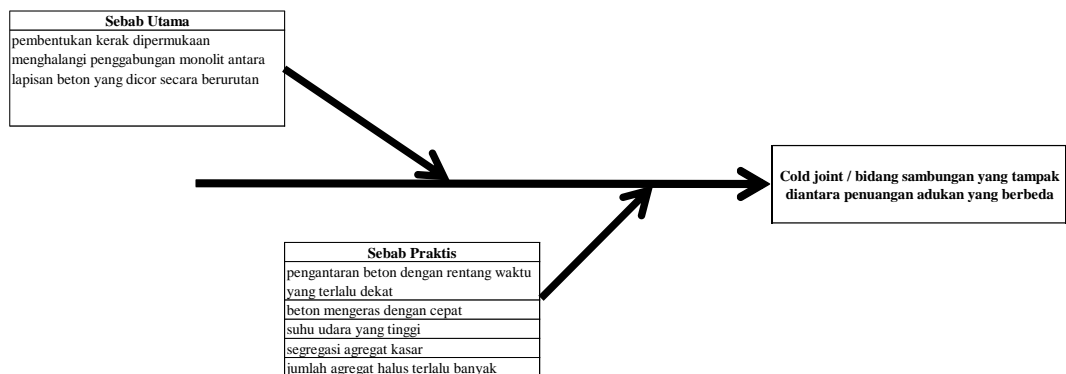 Sebab Utama
pembentukan kerak dipermukaan
menghalangi penggabungan monolit antara
lapisan beton yang dicor secara berurutan
Cold joint / bidang sambungan yang tampak
diantara penuangan adukan yang berbeda
Sebab Praktis
pengantaran beton dengan rentang waktu
yang terlalu dekat
beton mengeras dengan cepat
suhu udara yang tinggi
segregasi agregat kasar
jumlah agregat halus terlalu banyak